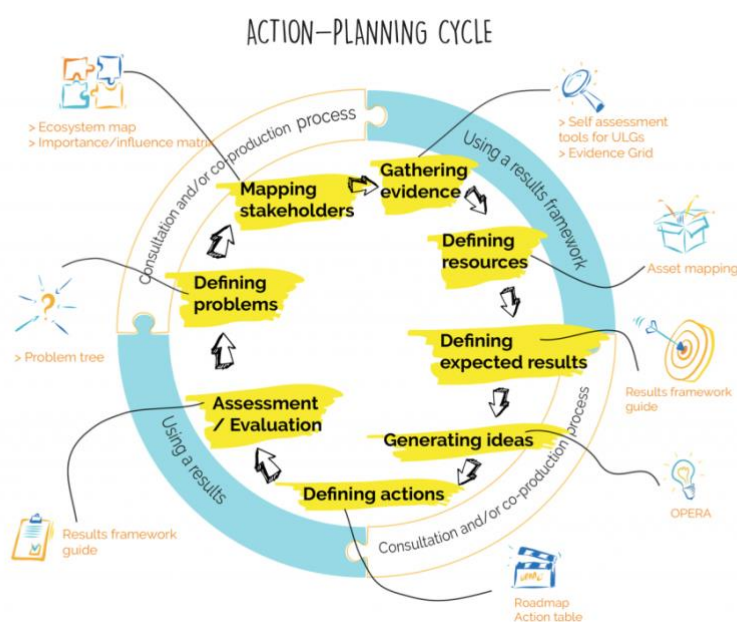 ACTION-PLANNING CYCLE
> Ecosystem map
> Importance/influence matrix
Consultation and/or co-production process
Using a results framework
> Self assessment
tools for ULGs
> Evidence Grid
Mapping
stakeholders
Gathering
evidence
Defining
resources
Asset mapping
Defining
problems
> Problem tree
Defining
expected results
Results framework
guide
Assessment
/ Evaluation
Generating ideas
OPERA
Defining actions
Using a results
Consultation and/or co-production process
Results framework
guide
Roadmap
Action table